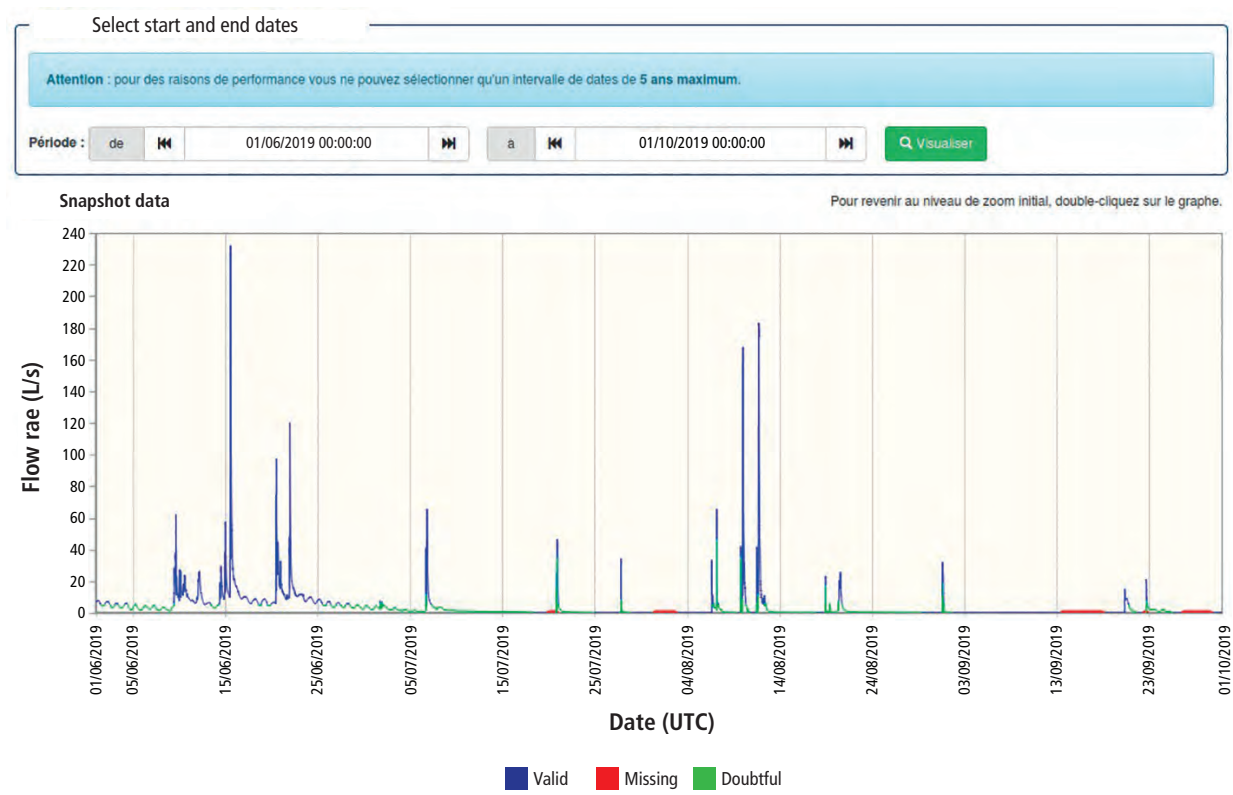 Select start and end dates
Attention : pour des raisons de performance vous ne pouvez sélectionner qu'un intervalle de dates de 5 ans maximum.
Période : de 01/06/2019 00:00:00 à 01/10/2019 00:00:00 Visualiser
Snapshot data Pour revenir au niveau de zoom initial, double-cliquez sur le graphe.
240
220
200
180
160
140
120
100
80
60
40
20
0
Flow rae (L/s)
01/06/2019 05/06/2019 15/06/2019 25/06/2019 05/07/2019 15/07/2019 25/07/2019 04/08/2019 14/08/2019 24/08/2019 03/09/2019 13/09/2019 23/09/2019 01/10/2019
Date (UTC)
Valid Missing Doubtful